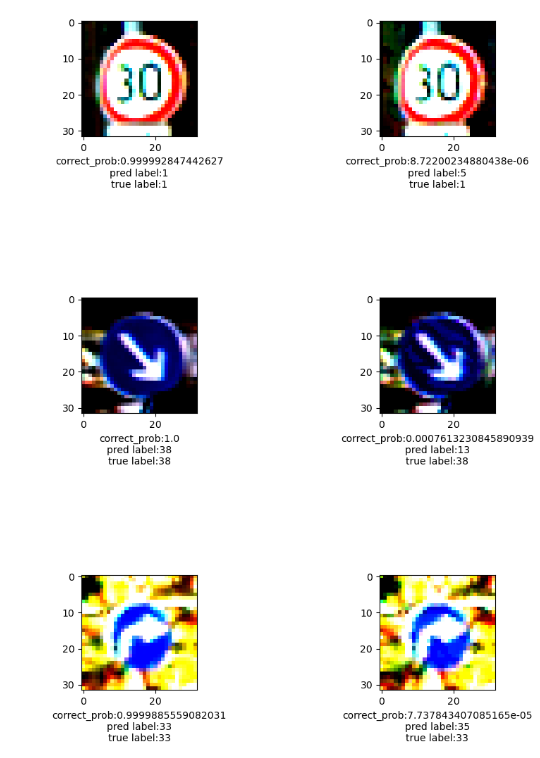 0
10
20
30
30
0
20
correct_prob:0.999992847442627
pred label:1
true label:1
0
10
20
30
30
0
20
correct_prob:8.72200234880438e-06
pred label:5
true label:1
0
10
20
30
0
20
correct_prob:1.0
pred label:38
true label:38
0
10
20
30
0
20
correct_prob:0.0007613230845890939
pred label:13
true label:38
0
10
20
30
0
20
correct_prob:0.9999885559082031
pred label:33
true label:33
0
10
20
30
0
20
correct_prob:7.737843407085165e-05
pred label:35
true label:33